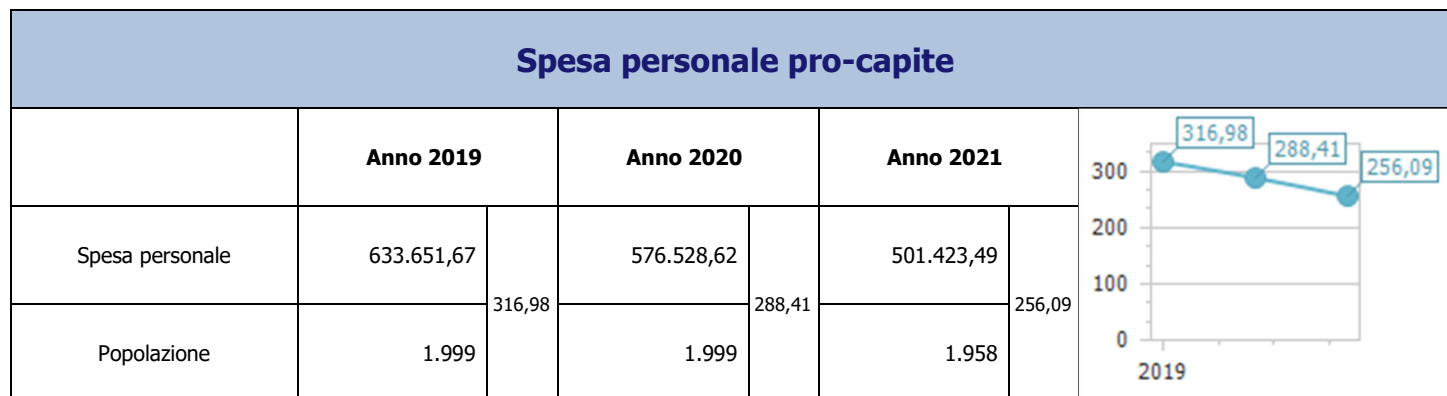 Spesa personale pro-capite
Anno 2019 Anno 2020 Anno 2021
Spesa personale 633.651,67 576.528,62 501.423,49
316,98 288,41 256,09
Popolazione 1.999 1.999 1.958
316,98
288,41
256,09
300
200
100
0
2019